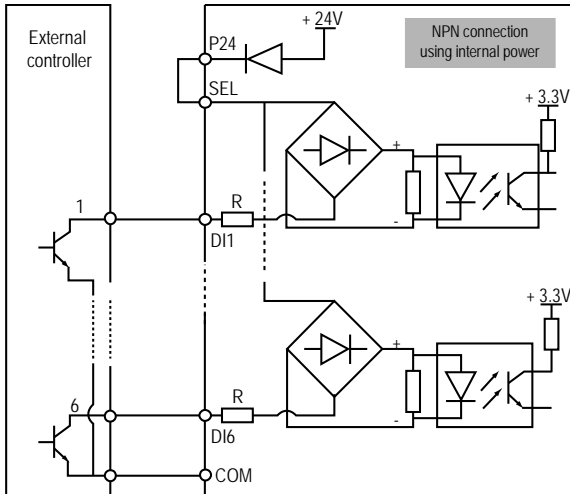 External
controller
P24
+ 24V
NPN connection
using internal power
SEL
+ 3.3V
+
1
R
-
DI1
+ 3.3V
+
6
R
-
DI6
COM